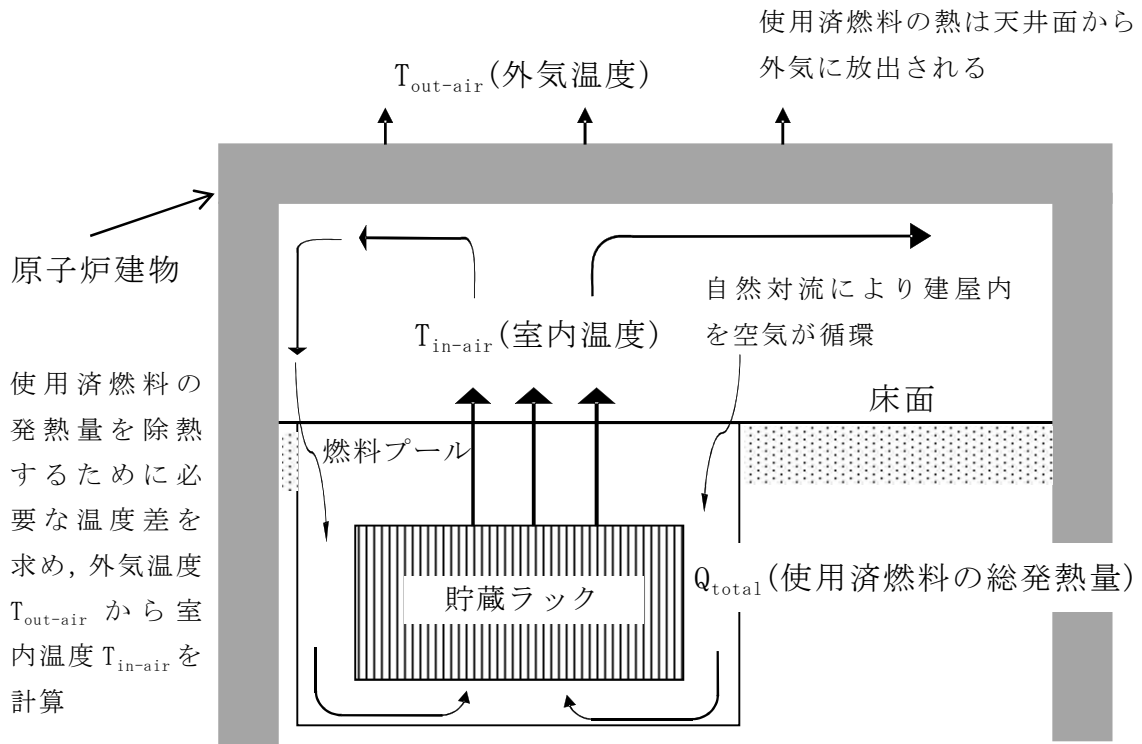 使用済燃料の熱は天井面から
外気に放出される
T_out-air(外気温度)
原子炉建物
自然対流により建屋内
を空気が循環
T_in-air(室内温度)
使用済燃料の
発熱量を除熱
するために必
要な温度差を
求め,外気温度
T_out-air から室
内温度 T_in-air を
計算
床面
燃料プール
貯蔵ラック
Q_total(使用済燃料の総発熱量)